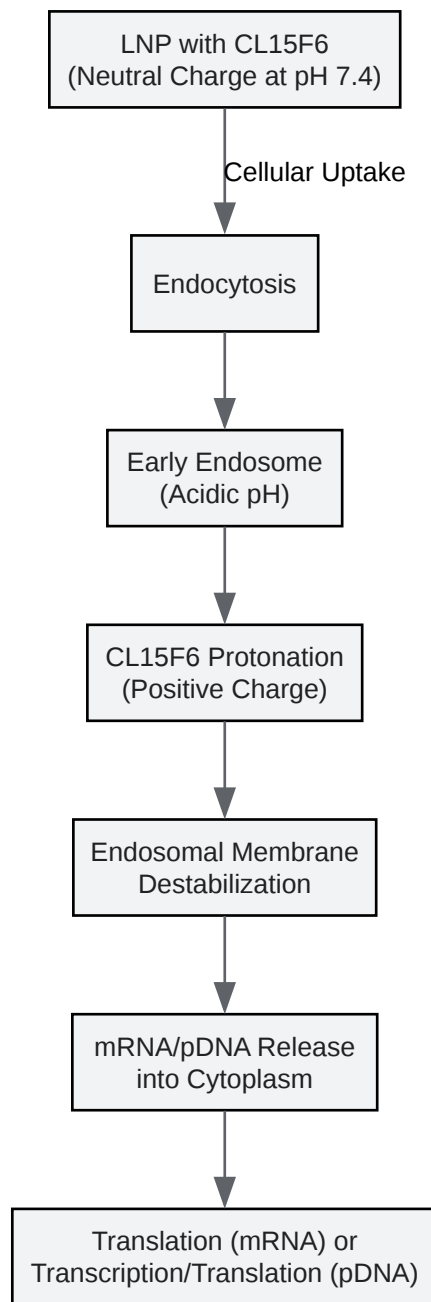 LNP with CL15F6
(Neutral Charge at pH 7.4)
Cellular Uptake
Endocytosis
Early Endosome
(Acidic pH)
CL15F6 Protonation
(Positive Charge)
Endosomal Membrane
Destabilization
mRNA/pDNA Release
into Cytoplasm
Translation (mRNA) or
Transcription/Translation (pDNA)